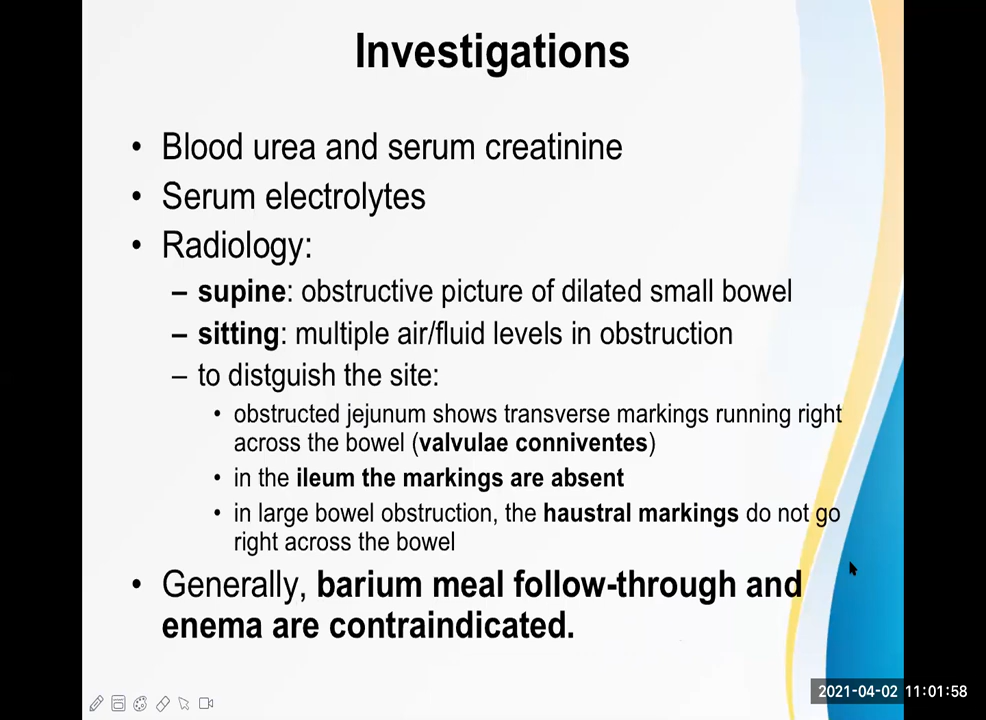 Investigations
• Blood urea and serum creatinine
• Serum electrolytes
• Radiology:
– supine: obstructive picture of dilated small bowel
– sitting: multiple air/fluid levels in obstruction
– to distguish the site:
• obstructed jejunum shows transverse markings running right
across the bowel (valvulae conniventes)
• in the ileum the markings are absent
• in large bowel obstruction, the haustral markings do not go
right across the bowel
• Generally, barium meal follow-through and
enema are contraindicated.
2021-04-02 11:01:58